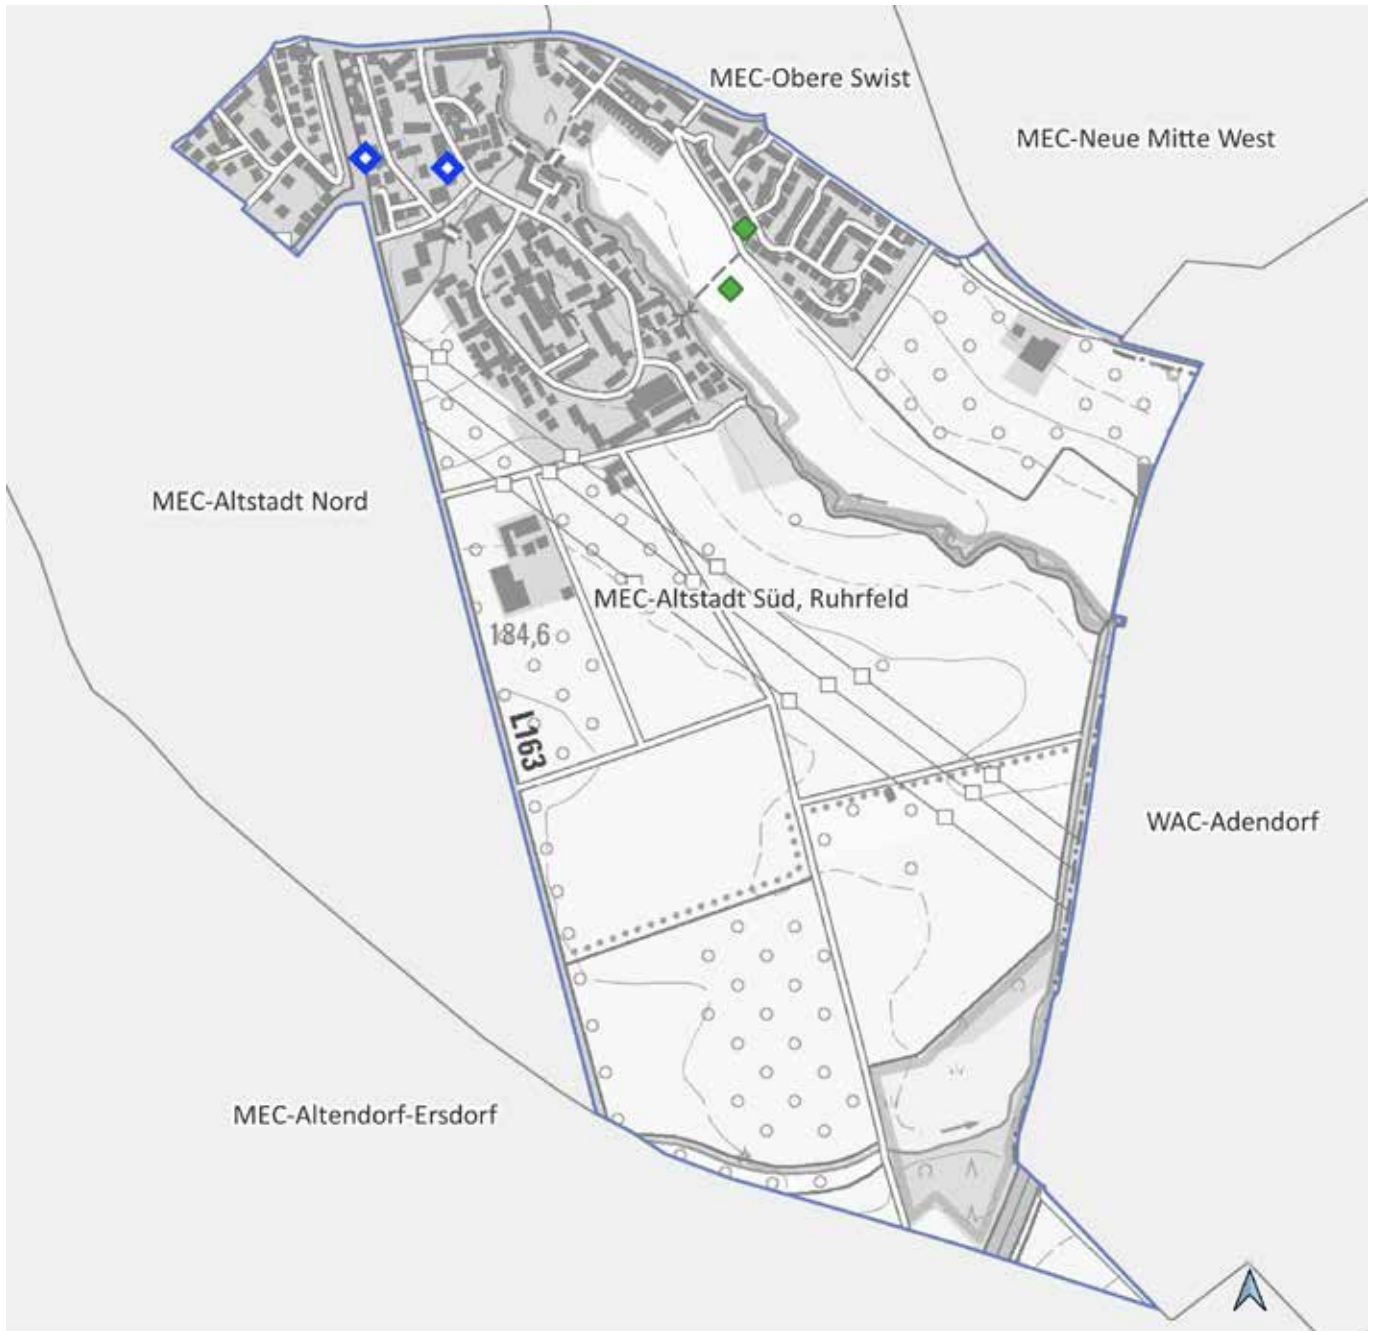 MEC-Obere Swist
MEC-Neue Mitte West
MEC-Altstadt Nord
MEC-Altstadt Süd, Ruhrfeld
184,6
L163
WAC-Adendorf
MEC-Altendorf-Ersdorf